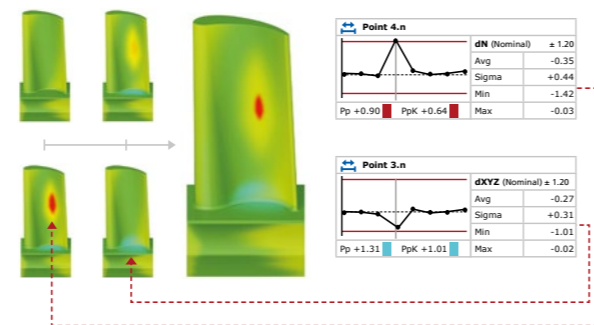 Point 4.n
dN (Nominal) ± 1.20
Avg -0.35
Sigma +0.44
Min -1.42
Pp +0.90 PpK +0.64 Max -0.03
Point 3.n
dXYZ (Nominal) ± 1.20
Avg -0.27
Sigma +0.31
Min -1.01
Pp +1.31 PpK +1.01 Max -0.02